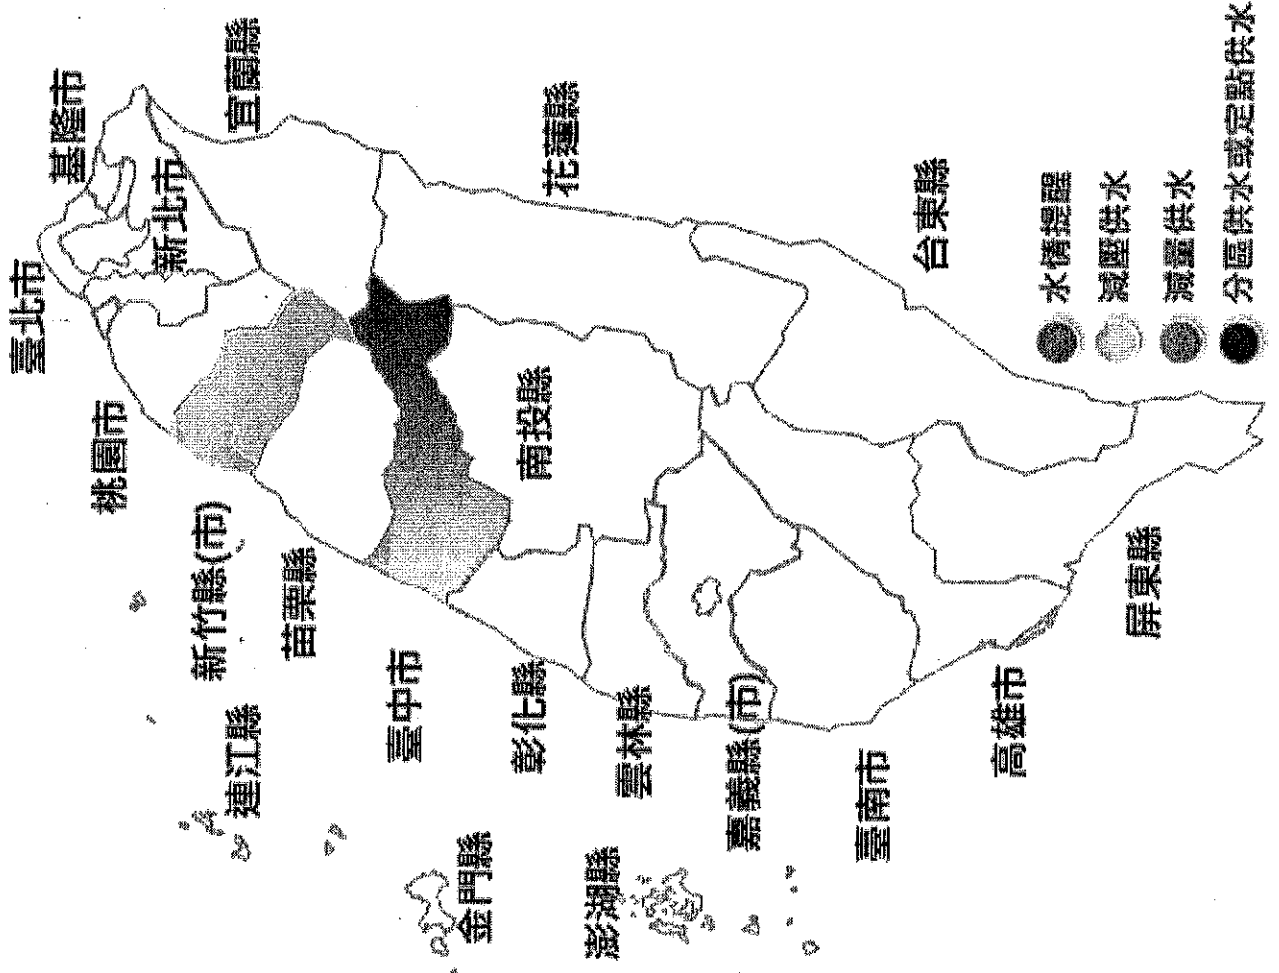 臺北市
基隆市
新北市
宜蘭縣
桃園市
新竹縣(市)
苗栗縣
連江縣
臺中市
花蓮縣
南投縣
彰化縣
金門縣
雲林縣
澎湖縣
嘉義縣(市)
臺南市
台東縣
高雄市
屏東縣
水情提醒
減壓供水
減量供水
分區供水或定點供水